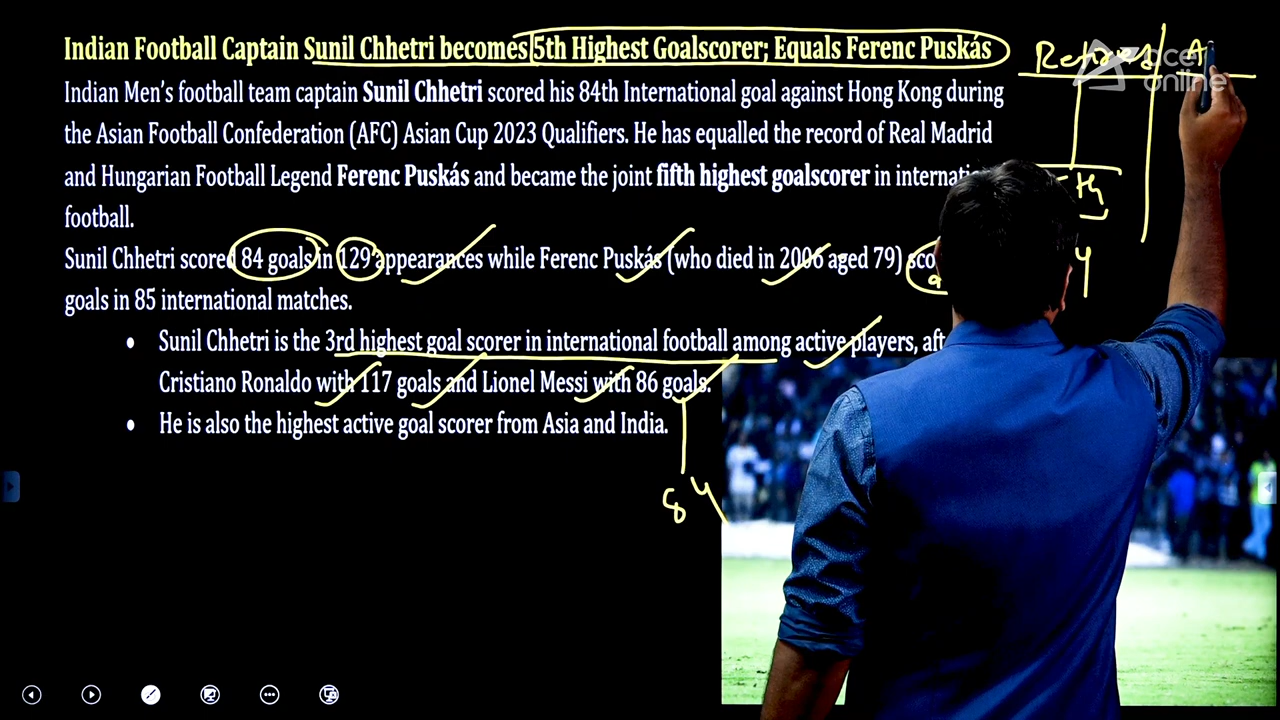 Indian Football Captain Sunil Chhetri becomes 5th Highest Goalscorer; Equals Ferenc Puskás
Indian Men's football team captain Sunil Chhetri scored his 84th International goal against Hong Kong during
the Asian Football Confederation (AFC) Asian Cup 2023 Qualifiers. He has equalled the record of Real Madrid
and Hungarian Football Legend Ferenc Puskás and became the joint fifth highest goalscorer in
football.
Sunil Chhetri scored 84 goals in 129 appearances while Ferenc Puskás (who died in 2006 aged 79)
goals in 85 international matches.
• Sunil Chhetri is the 3rd highest goal scorer in international football among active players,
Cristiano Ronaldo with 117 goals and Lionel Messi with 86 goals.
• He is also the highest active goal scorer from Asia and India.
84
A
online
th